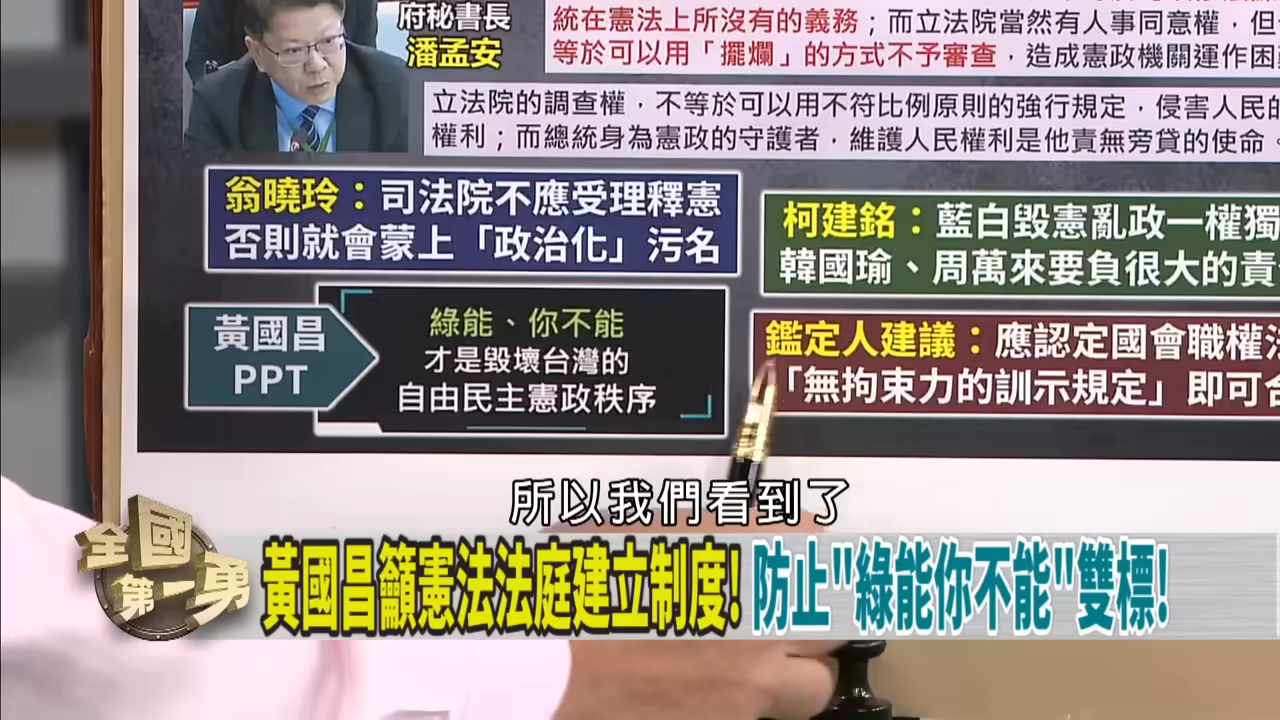 府秘書長
潘孟安
統在憲法上所沒有的義務；而立法院當然有人事同意權，但
等於可以用「擺爛」的方式不予審查，造成憲政機關運作困
立法院的調查權，不等於可以用不符比例原則的強行規定，侵害人民的
權利；而總統身為憲政的守護者，維護人民權利是他責無旁貸的使命。
翁曉玲：司法院不應受理釋憲
否則就會蒙上「政治化」污名
柯建銘：藍白毀憲亂政一權獨
韓國瑜、周萬來要負很大的責
黃國昌
PPT
綠能、你不能
才是毀壞台灣的
自由民主憲政秩序
鑑定人建議：應認定國會職權法
「無拘束力的訓示規定」即可合
所以我們看到了
全國第一勇
黃國昌籲憲法法庭建立制度! 防止"綠能你不能"雙標!